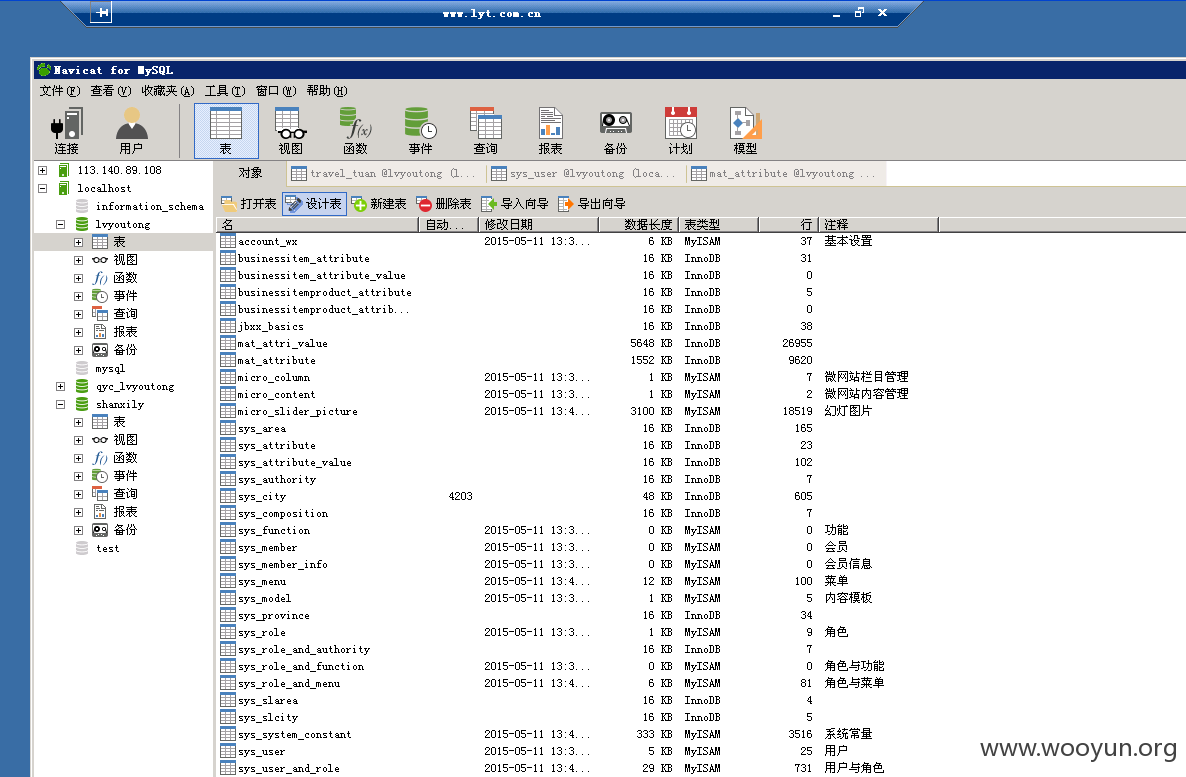 www.lyt.com.cn
Navicat for MySQL
文件(F) 查看(V) 收藏夹(A) 工具(T) 窗口(W) 帮助(H)
连接 用户 表 视图 函数 事件 查询 报表 备份 计划 模型
113.140.89.108
localhost
information_schema
lvyoutong
表
视图
函数
事件
查询
报表
备份
mysql
qyc_lvyoutong
shanxily
表
视图
函数
事件
查询
报表
备份
test
对象 travel_tuan @lvyoutong (l... sys_user @lvyoutong (loca... mat_attribute @lvyoutong ...
打开表 设计表 新建表 删除表 导入向导 导出向导
名 自动... 修改日期 数据长度 表类型 行 注释
account_wx 2015-05-11 13:3... 6 KB MyISAM 37 基本设置
businessitem_attribute 16 KB InnoDB 31
businessitem_attribute_value 16 KB InnoDB 0
businessitemproduct_attribute 16 KB InnoDB 5
businessitemproduct_attrib... 16 KB InnoDB 0
jbxx_basics 16 KB InnoDB 38
mat_attri_value 5648 KB InnoDB 26955
mat_attribute 1552 KB InnoDB 9620
micro_column 2015-05-11 13:3... 1 KB MyISAM 7 微网站栏目管理
micro_content 2015-05-11 13:3... 1 KB MyISAM 2 微网站内容管理
micro_slider_picture 2015-05-11 13:4... 3100 KB MyISAM 18519 幻灯图片
sys_area 16 KB InnoDB 165
sys_attribute 16 KB InnoDB 23
sys_attribute_value 16 KB InnoDB 102
sys_authority 16 KB InnoDB 7
sys_city 4203 48 KB InnoDB 605
sys_composition 16 KB InnoDB 7
sys_function 2015-05-11 13:3... 0 KB MyISAM 0 功能
sys_member 2015-05-11 13:3... 0 KB MyISAM 0 会员
sys_member_info 2015-05-11 13:3... 0 KB MyISAM 0 会员信息
sys_menu 2015-05-11 13:4... 12 KB MyISAM 100 菜单
sys_model 2015-05-11 13:3... 1 KB MyISAM 5 内容模板
sys_province 16 KB InnoDB 34
sys_role 2015-05-11 13:3... 1 KB MyISAM 9 角色
sys_role_and_authority 16 KB InnoDB 7
sys_role_and_function 2015-05-11 13:3... 0 KB MyISAM 0 角色与功能
sys_role_and_menu 2015-05-11 13:4... 6 KB MyISAM 81 角色与菜单
sys_slarea 16 KB InnoDB 4
sys_slcity 16 KB InnoDB 5
sys_system_constant 2015-05-11 13:4... 333 KB MyISAM 3516 系统常量
sys_user 2015-05-11 13:3... 5 KB MyISAM 25 用户
sys_user_and_role 2015-05-11 13:4... 29 KB MyISAM 731 用户与角色
www.wooyun.org